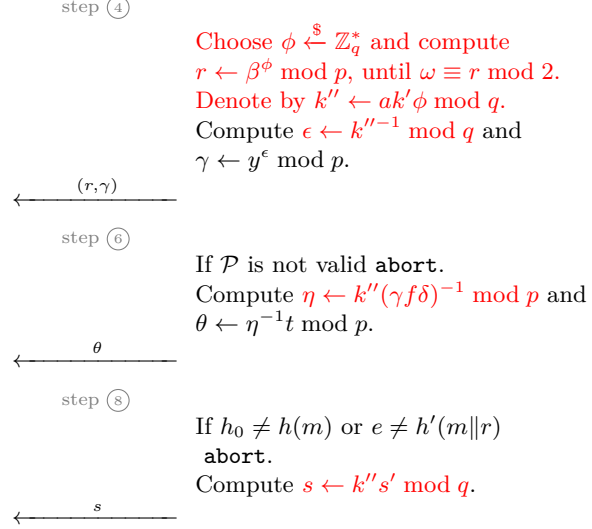 step ④
Choose ϕ ←$ ℤ*_q and compute
r ← β^ϕ mod p, until ω ≡ r mod 2.
Denote by k″ ← ak′ϕ mod q.
Compute ϵ ← k″⁻¹ mod q and
γ ← y^ϵ mod p.
(r,γ)
step ⑥
If 𝒫 is not valid abort.
Compute η ← k″(γfδ)⁻¹ mod p and
θ ← η⁻¹t mod p.
θ
step ⑧
If h₀ ≠ h(m) or e ≠ h′(m‖r)
abort.
Compute s ← k″s′ mod q.
s